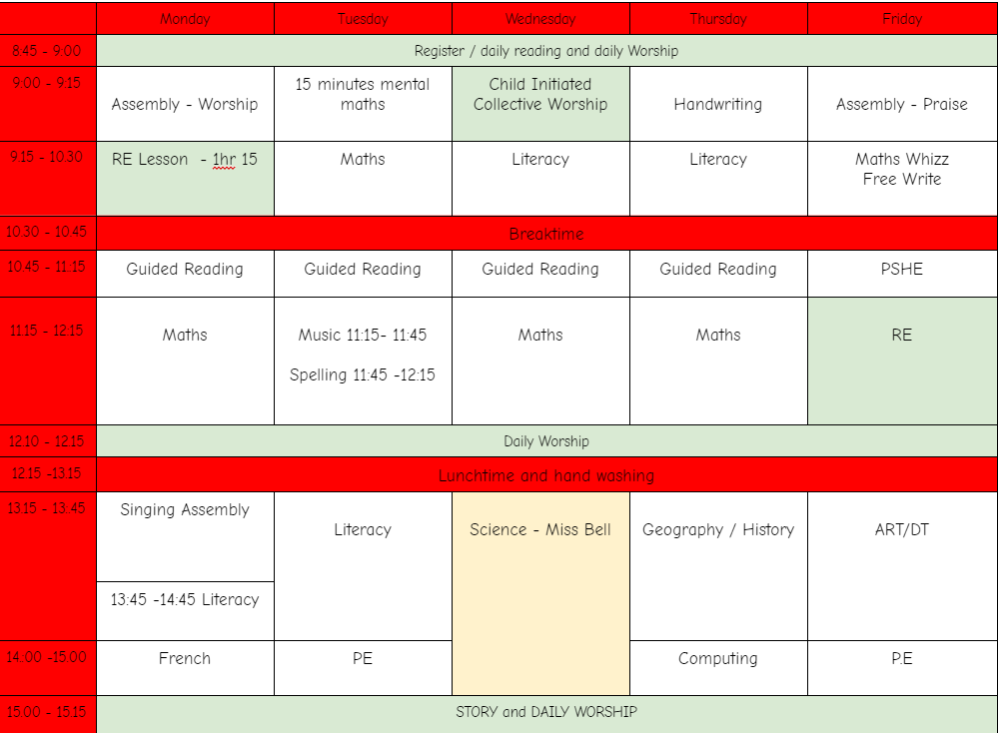 Monday Tuesday Wednesday Thursday Friday
8:45 - 9:00 Register / daily reading and daily Worship
9:00 - 9:15 Assembly - Worship 15 minutes mental maths Child Initiated Collective Worship Handwriting Assembly - Praise
9:15 - 10:30 RE Lesson - 1hr 15 Maths Literacy Literacy Maths Whizz Free Write
10:30 - 10:45 Breaktime
10:45 - 11:15 Guided Reading Guided Reading Guided Reading Guided Reading PSHE
11:15 - 12:15 Maths Music 11:15- 11:45 Spelling 11:45 -12:15 Maths Maths RE
12:10 - 12:15 Daily Worship
12:15 -13:15 Lunchtime and hand washing
13:15 - 13:45 Singing Assembly Literacy Science - Miss Bell Geography / History ART/DT
13:45 -14:45 Literacy
14:00 -15:00 French PE Computing P.E
15:00 - 15:15 STORY and DAILY WORSHIP